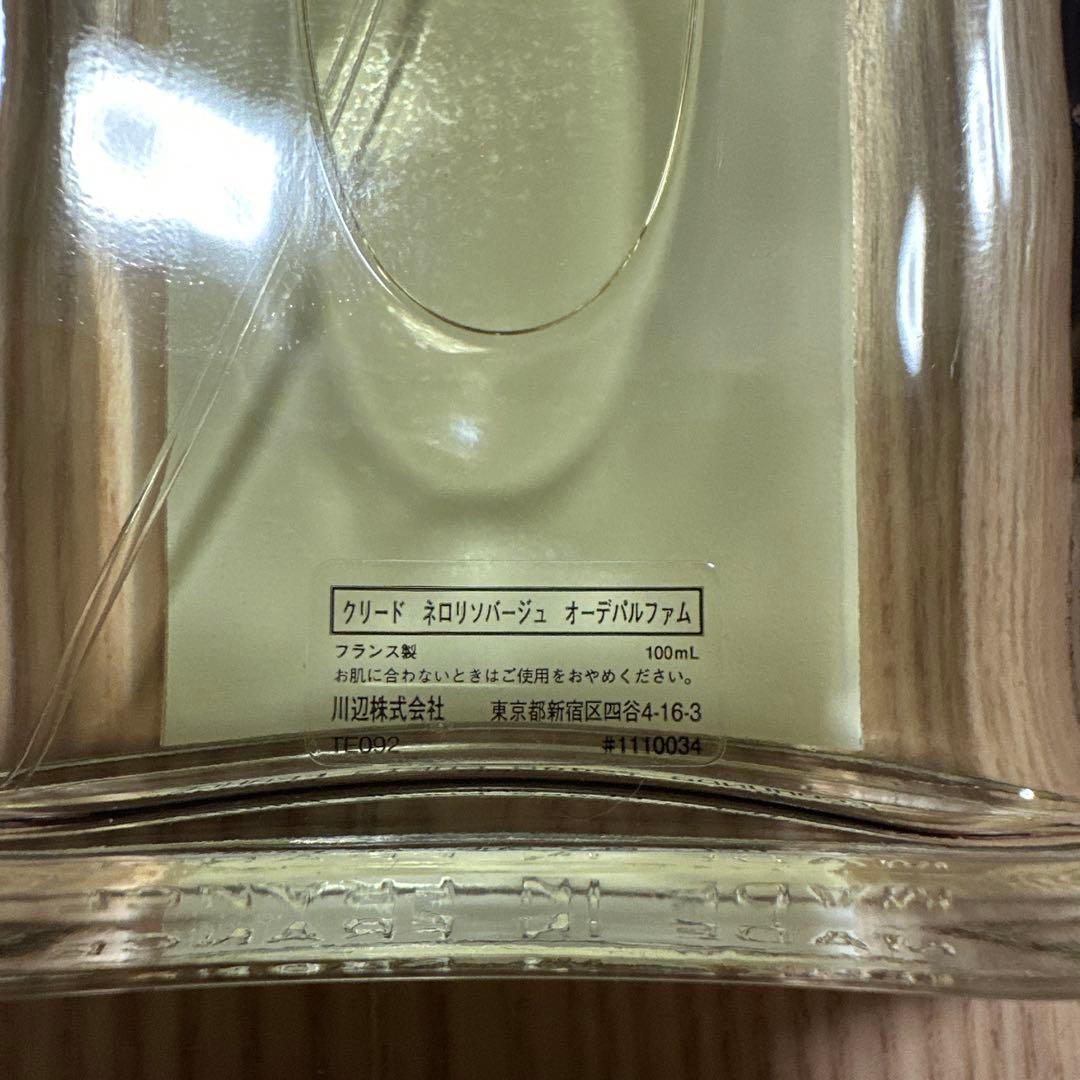 クリード ネロリソバージュ オーデパルファム
フランス製 100mL
お肌に合わないときはご使用をおやめください。
川辺株式会社 東京都新宿区四谷4-16-3
TE092 #1110034